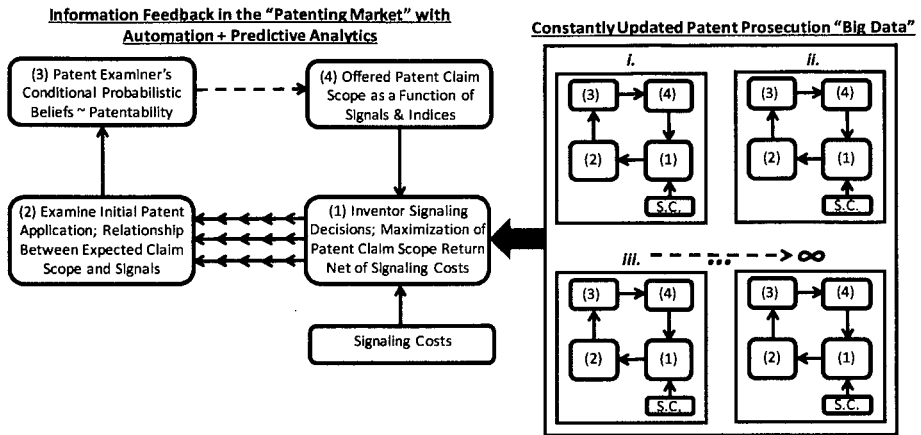 Information Feedback in the “Patenting Market” with
Automation + Predictive Analytics
(3) Patent Examiner’s
Conditional Probabilistic
Beliefs ~ Patentability
(4) Offered Patent Claim
Scope as a Function of
Signals & Indices
(2) Examine Initial Patent
Application; Relationship
Between Expected Claim
Scope and Signals
(1) Inventor Signaling
Decisions; Maximization of
Patent Claim Scope Return
Net of Signaling Costs
Signaling Costs
Constantly Updated Patent Prosecution “Big Data”
i.
(3)
(4)
(2)
(1)
S.C.
ii.
(3)
(4)
(2)
(1)
S.C.
iii.
...
∞
(3)
(4)
(2)
(1)
S.C.
(3)
(4)
(2)
(1)
S.C.